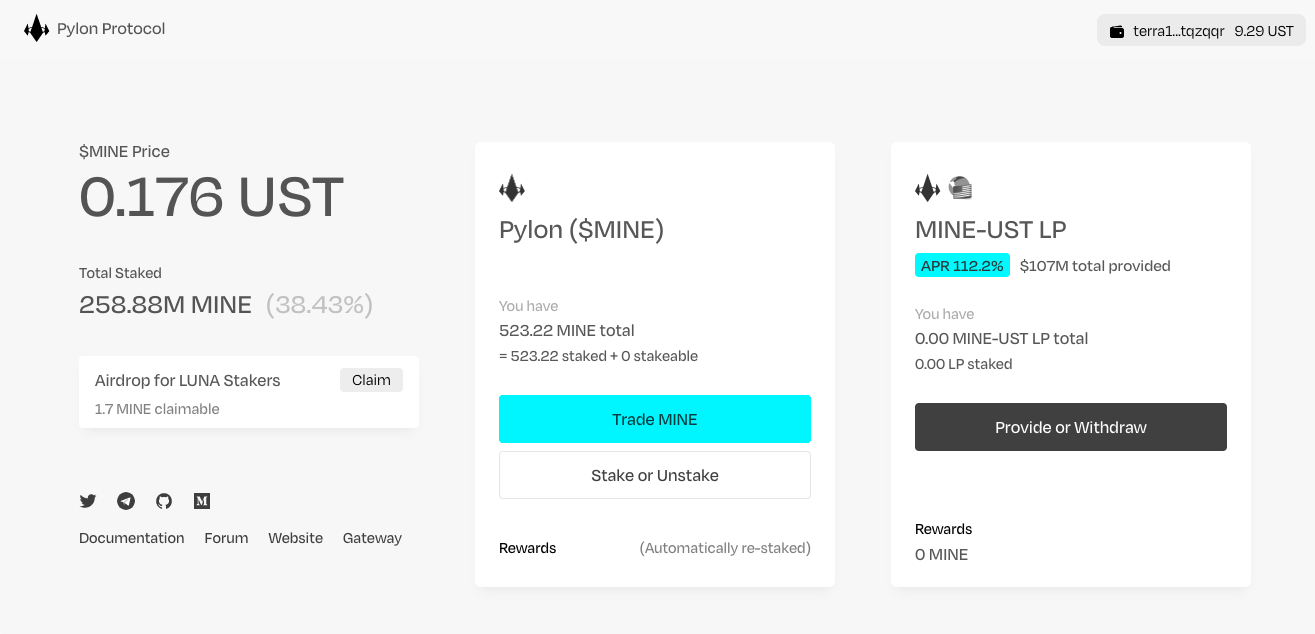 Pylon Protocol
terra1...tqzqqr 9.29 UST
$MINE Price
0.176 UST
Total Staked
258.88M MINE (38.43%)
Airdrop for LUNA Stakers Claim
1.7 MINE claimable
M
Documentation Forum Website Gateway
Pylon ($MINE)
You have
523.22 MINE total
= 523.22 staked + 0 stakeable
Trade MINE
Stake or Unstake
Rewards (Automatically re-staked)
MINE-UST LP
APR 112.2% $107M total provided
You have
0.00 MINE-UST LP total
0.00 LP staked
Provide or Withdraw
Rewards
0 MINE